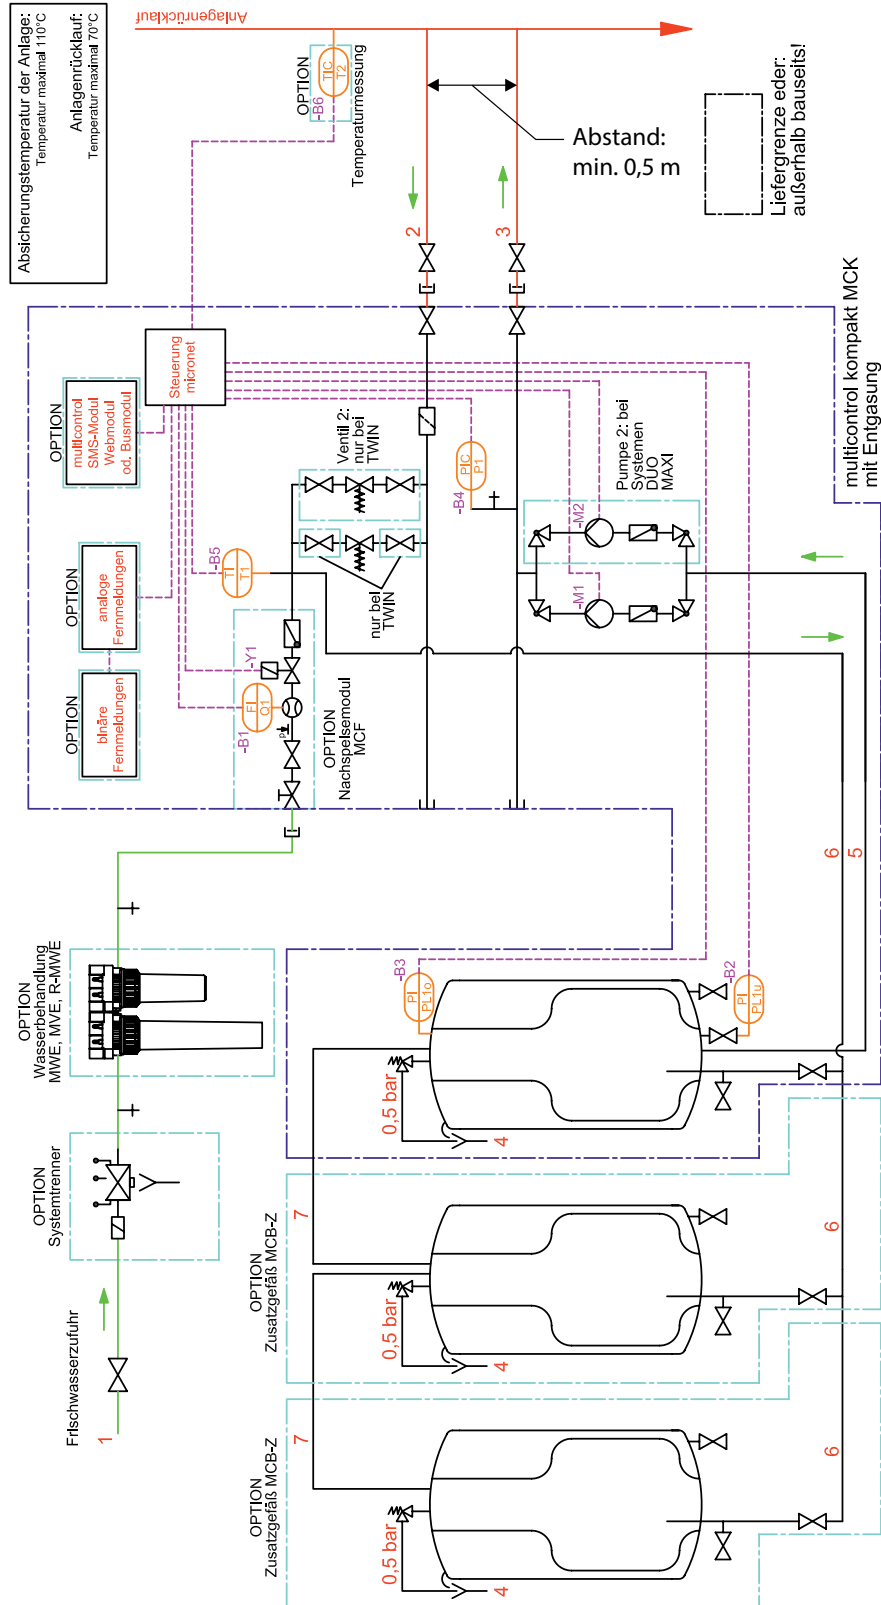 Absicherungstemperatur der Anlage:
Temperatur maximal 110°C
Anlagenrücklauf:
Temperatur maximal 70°C
Anlagenrücklauf
OPTION
TIC
T2
-B6
Temperaturmessung
Abstand:
min. 0,5 m
Liefergrenze eder:
außerhalb bauseits!
2
3
multicontrol kompakt MCK
mit Entgasung
Steuerung
micronet
OPTION
multicontrol
SMS-Modul
Webmodul
od. Busmodul
OPTION
analoge
Fernmeldungen
OPTION
binäre
Fernmeldungen
Ventil 2:
nur bei
TWIN
nur bei
TWIN
PIC
P1
-B4
-B5
TI
T1
-Y1
FI
Q1
-B1
OPTION
Nachspeisemodul
MCF
Pumpe 2: bei
Systemen
DUO
MAXI
-M2
-M1
6
5
OPTION
Wasserbehandlung
MWE, MVE, R-MWE
OPTION
Systemtrenner
Frischwasserzufuhr
1
-B3
PI
PL1o
-B2
PI
PL1u
0,5 bar
4
7
OPTION
Zusatzgefäß MCB-Z
0,5 bar
4
6
7
OPTION
Zusatzgefäß MCB-Z
0,5 bar
4
6